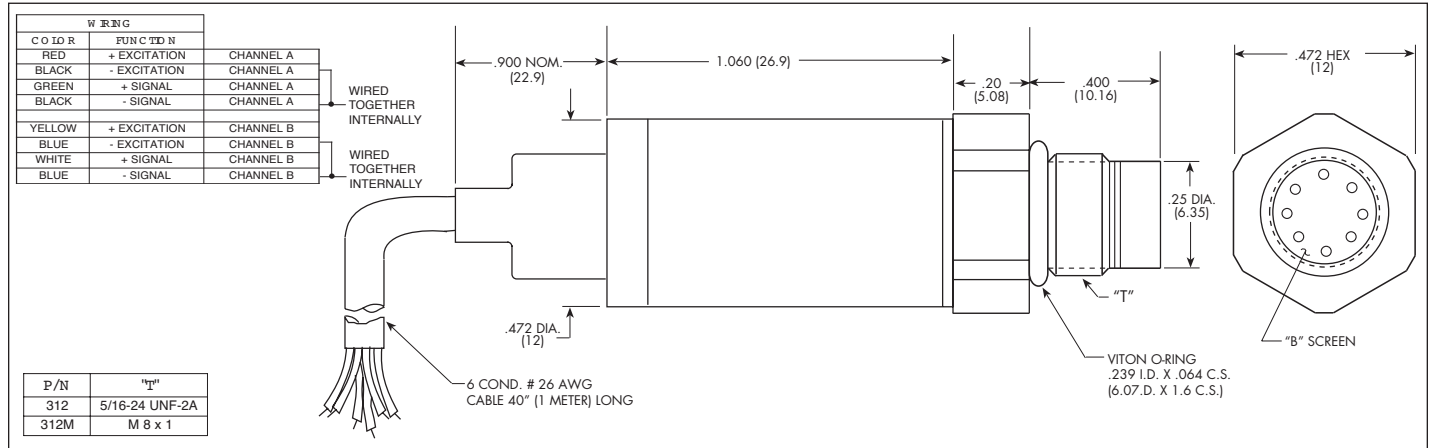 W IRING
COLOR FUNCTION
RED + EXCITATION CHANNEL A
BLACK - EXCITATION CHANNEL A
GREEN + SIGNAL CHANNEL A
BLACK - SIGNAL CHANNEL A
WIRED
TOGETHER
INTERNALLY
YELLOW + EXCITATION CHANNEL B
BLUE - EXCITATION CHANNEL B
WHITE + SIGNAL CHANNEL B
BLUE - SIGNAL CHANNEL B
WIRED
TOGETHER
INTERNALLY
.900 NOM.
(22.9)
1.060 (26.9)
.20
(5.08)
.400
(10.16)
.472 HEX
(12)
.25 DIA.
(6.35)
"T"
.472 DIA.
(12)
"B" SCREEN
VITON O-RING
.239 I.D. X .064 C.S.
(6.07.D. X 1.6 C.S.)
6 COND. # 26 AWG
CABLE 40" (1 METER) LONG
P/N "T"
312 5/16-24 UNF-2A
312M M 8 x 1